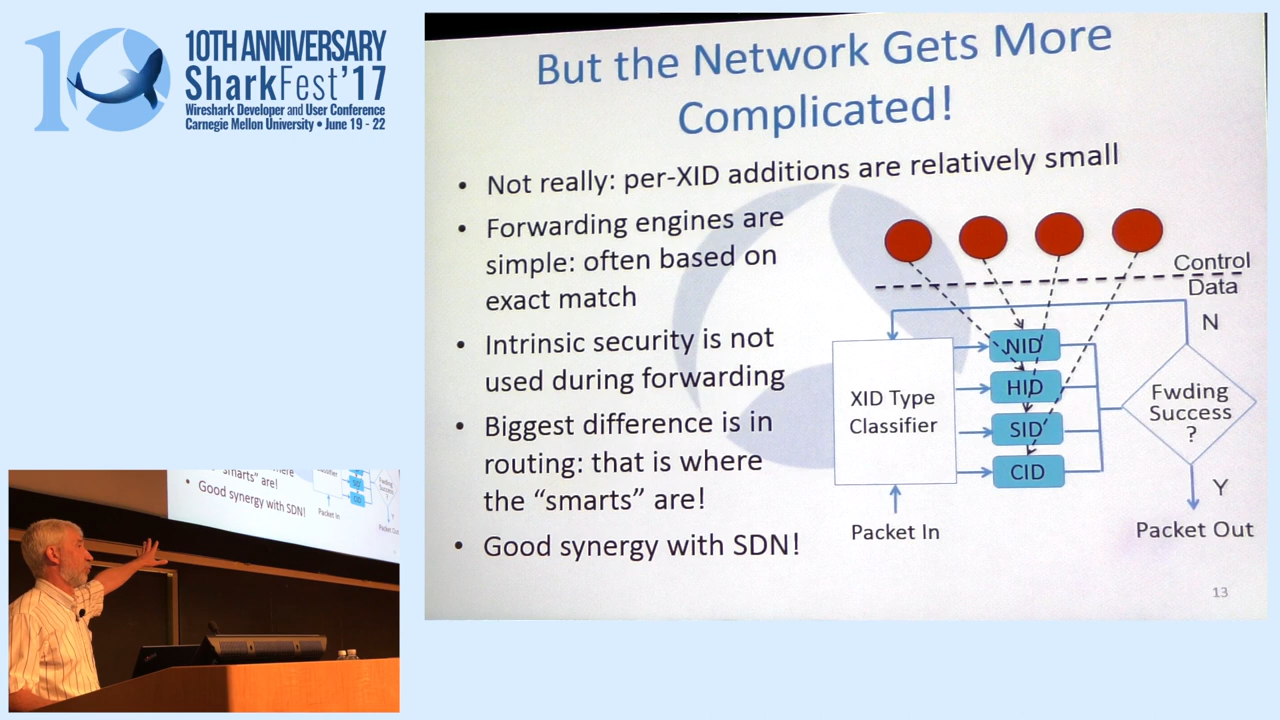 10
10TH ANNIVERSARY
SharkFest'17
Wireshark Developer and User Conference
Carnegie Mellon University • June 19 - 22
But the Network Gets More
Complicated!
• Not really: per-XID additions are relatively small
• Forwarding engines are
simple: often based on
exact match
• Intrinsic security is not
used during forwarding
• Biggest difference is in
routing: that is where
the “smarts” are!
• Good synergy with SDN!
Control
Data
N
XID Type
Classifier
NID
HID
SID
CID
Fwding
Success
?
Y
Packet In
Packet Out
13
"smarts" are!
• Good synergy with SDN!
Packet In
Packet Out